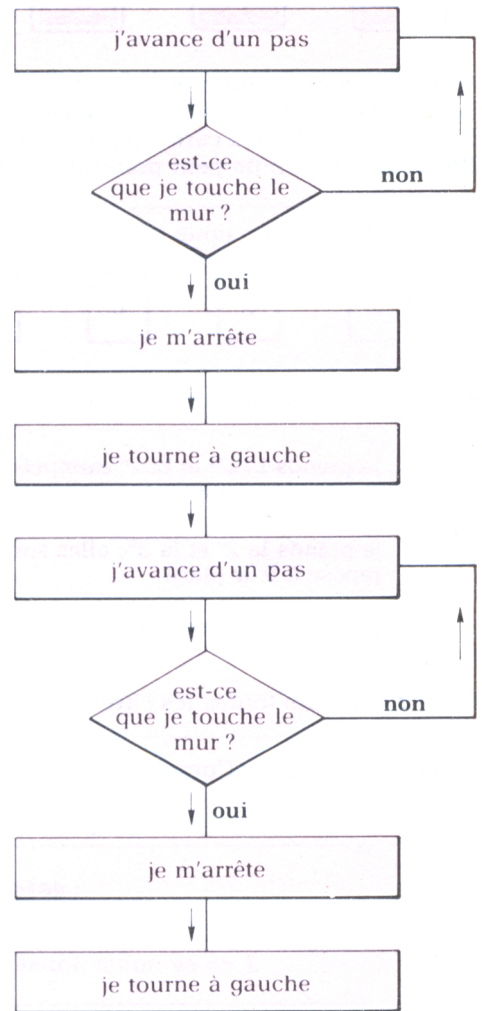 j'avance d'un pas
est-ce
que je touche le
mur ?
non
oui
je m'arrête
je tourne à gauche
j'avance d'un pas
est-ce
que je touche le
mur ?
non
oui
je m'arrête
je tourne à gauche